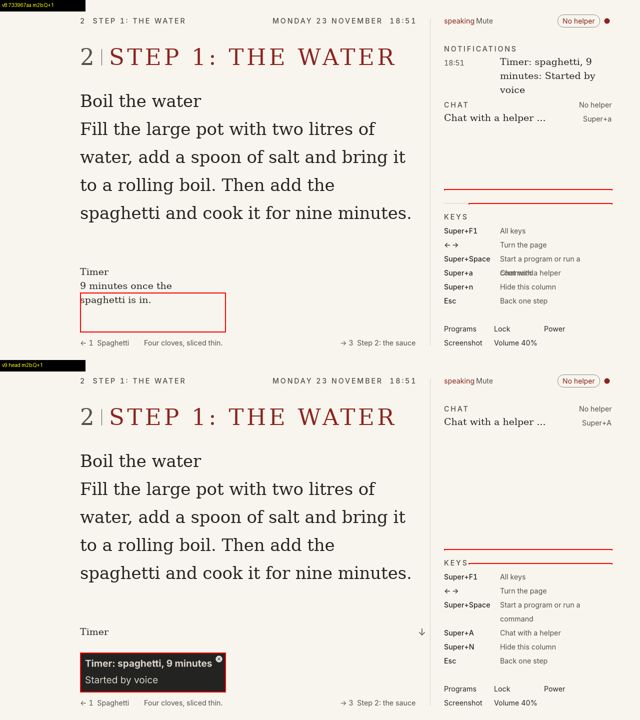 v8 733967aa m2b Q+1
2 STEP 1: THE WATER
MONDAY 23 NOVEMBER 18:51
2 STEP 1: THE WATER
Boil the water
Fill the large pot with two litres of
water, add a spoon of salt and bring it
to a rolling boil. Then add the
spaghetti and cook it for nine minutes.
Timer
9 minutes once the
spaghetti is in.
← 1 Spaghetti Four cloves, sliced thin.
→ 3 Step 2: the sauce
speaking Mute
No helper
NOTIFICATIONS
18:51 Timer: spaghetti, 9
minutes: Started by
voice
CHAT No helper
Chat with a helper ... Super+a
KEYS
Super+F1 All keys
← → Turn the page
Super+Space Start a program or run a
command
Super+a Chat with a helper
Super+n Hide this column
Esc Back one step
Programs Lock Power
Screenshot Volume 40%
v9 head m2b Q+1
2 STEP 1: THE WATER
MONDAY 23 NOVEMBER 18:51
2 STEP 1: THE WATER
Boil the water
Fill the large pot with two litres of
water, add a spoon of salt and bring it
to a rolling boil. Then add the
spaghetti and cook it for nine minutes.
Timer ↓
Timer: spaghetti, 9 minutes
Started by voice
← 1 Spaghetti Four cloves, sliced thin.
→ 3 Step 2: the sauce
speaking Mute
No helper
CHAT No helper
Chat with a helper ... Super+A
KEYS
Super+F1 All keys
← → Turn the page
Super+Space Start a program or run a
command
Super+A Chat with a helper
Super+N Hide this column
Esc Back one step
Programs Lock Power
Screenshot Volume 40%